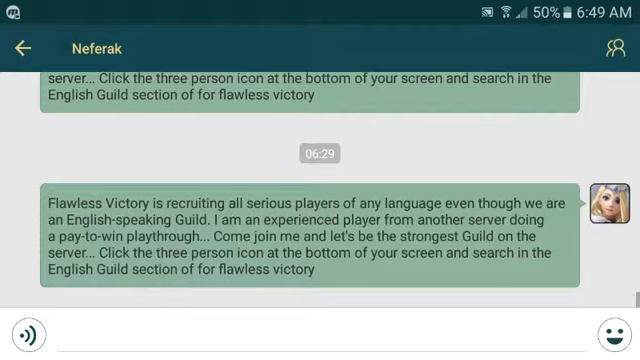 50% 6:49 AM
Neferak
server... Click the three person icon at the bottom of your screen and search in the
English Guild section of for flawless victory
06:29
Flawless Victory is recruiting all serious players of any language even though we are
an English-speaking Guild. I am an experienced player from another server doing
a pay-to-win playthrough... Come join me and let's be the strongest Guild on the
server... Click the three person icon at the bottom of your screen and search in the
English Guild section of for flawless victory